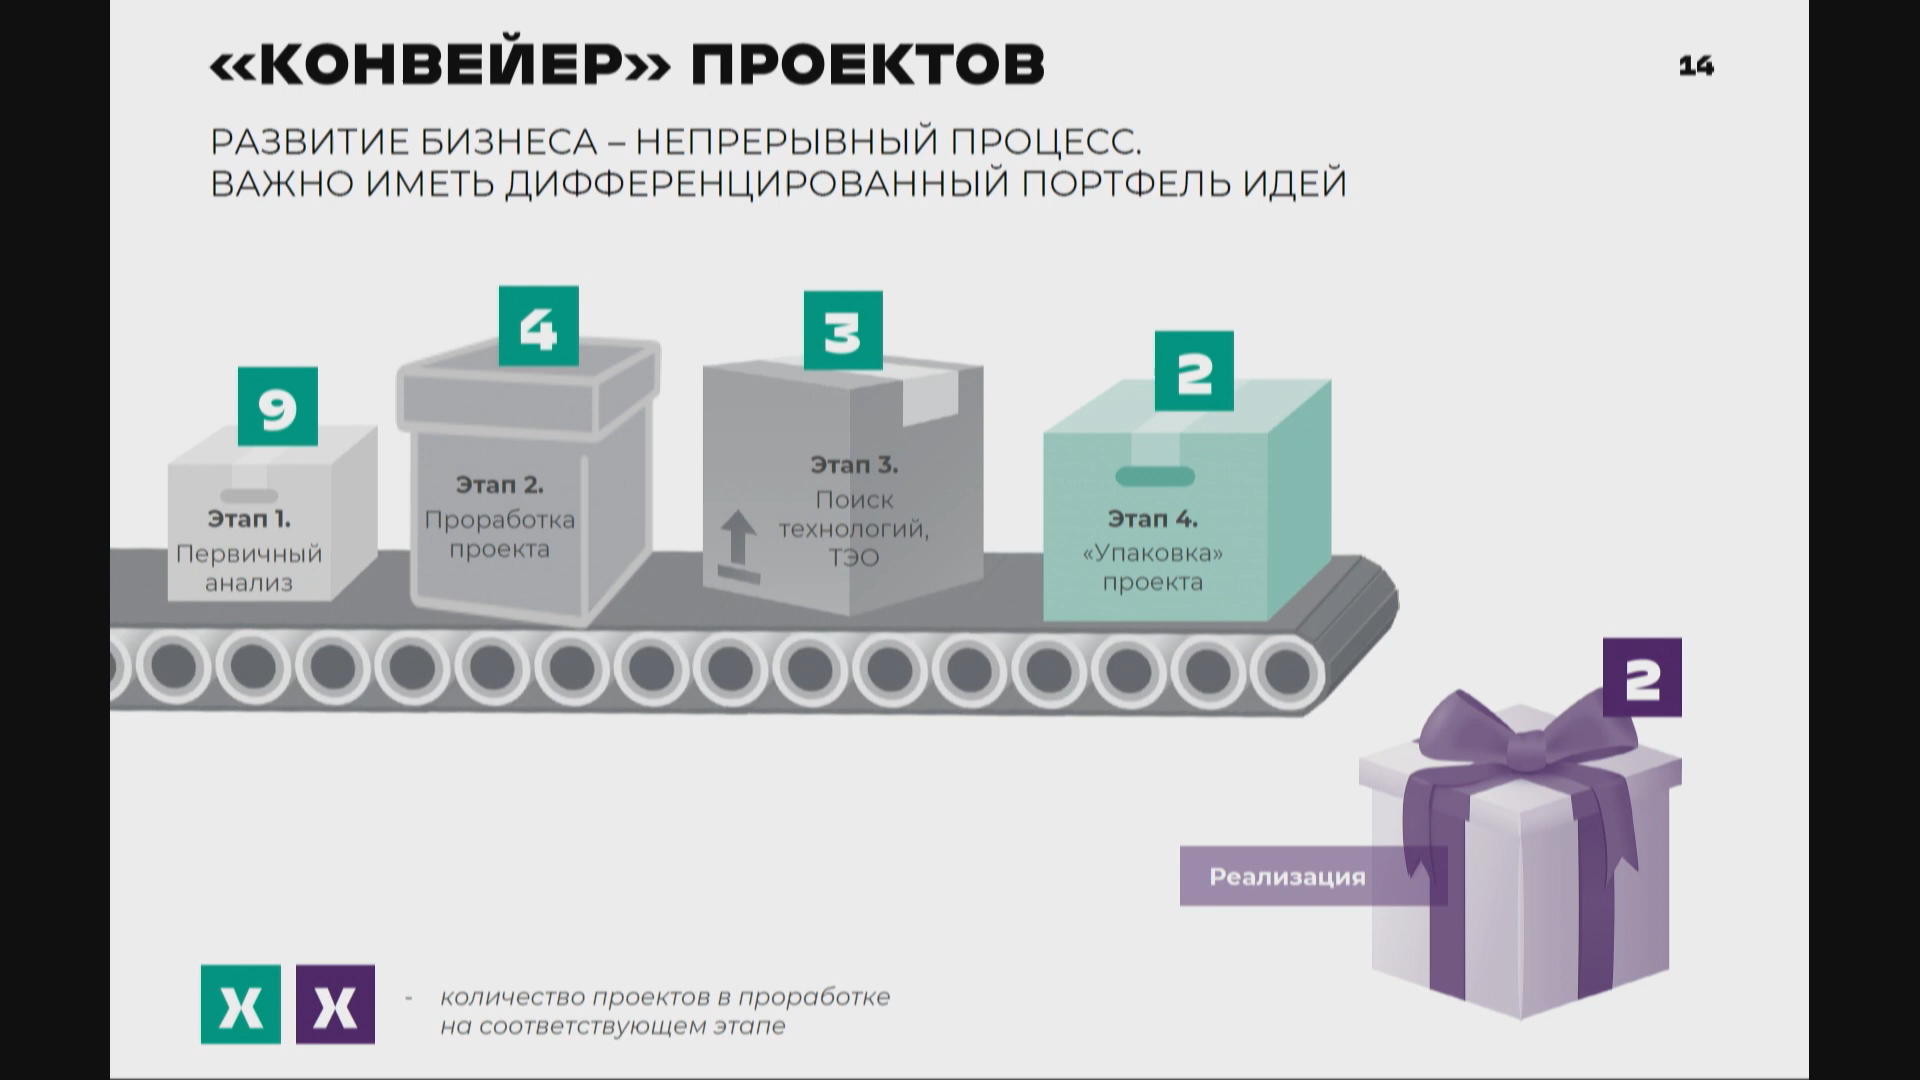 «КОНВЕЙЕР» ПРОЕКТОВ
14
РАЗВИТИЕ БИЗНЕСА – НЕПРЕРЫВНЫЙ ПРОЦЕСС.
ВАЖНО ИМЕТЬ ДИФФЕРЕНЦИРОВАННЫЙ ПОРТФЕЛЬ ИДЕЙ
9
Этап 1.
Первичный
анализ
4
Этап 2.
Проработка
проекта
3
Этап 3.
Поиск
технологий,
ТЭО
2
Этап 4.
«Упаковка»
проекта
2
Реализация
X X - количество проектов в проработке
на соответствующем этапе